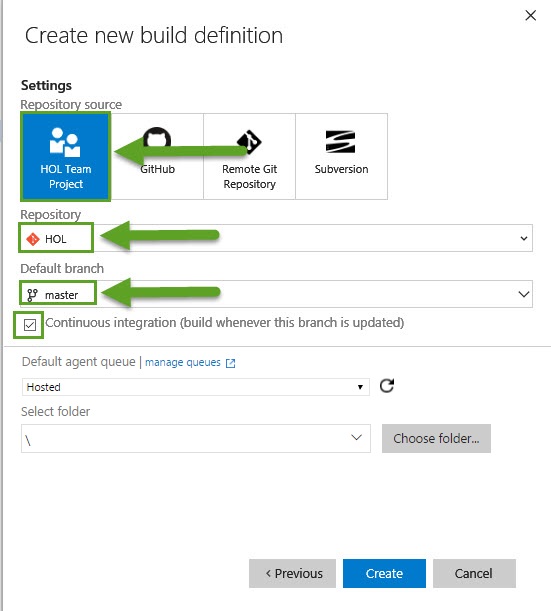 Create new build definition
Settings
Repository source
HOL Team
Project
GitHub
Remote Git
Repository
Subversion
Repository
HOL
Default branch
master
Continuous integration (build whenever this branch is updated)
Default agent queue | manage queues
Hosted
Select folder
\
Choose folder...
< Previous
Create
Cancel